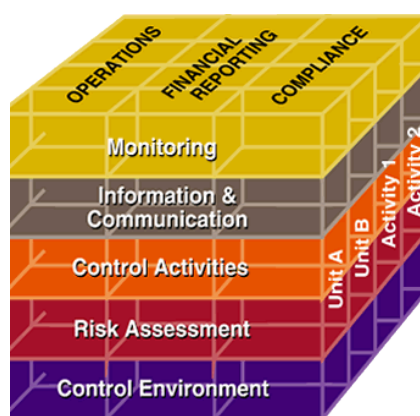 OPERATIONS
FINANCIAL
REPORTING
COMPLIANCE
Monitoring
Information &
Communication
Control Activities
Risk Assessment
Control Environment
Unit A
Unit B
Activity 1
Activity 2